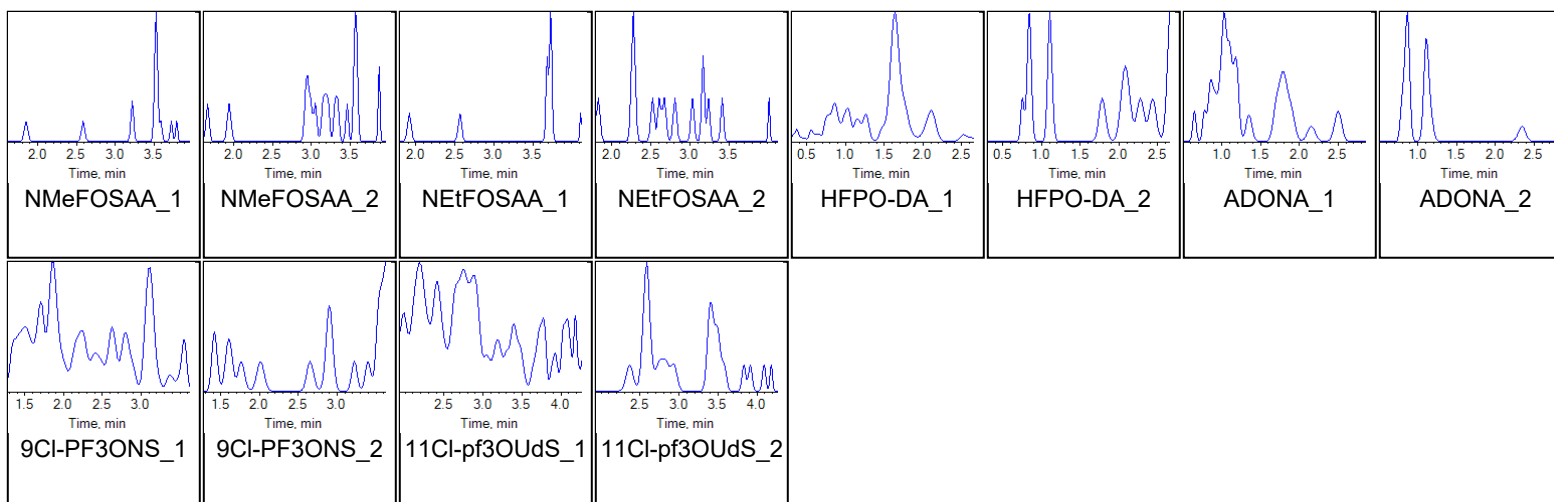 2.0 2.5 3.0 3.5 2.0 2.5 3.0 3.5 2.0 2.5 3.0 3.5 2.0 2.5 3.0 3.5 0.5 1.0 1.5 2.0 2.5 0.5 1.0 1.5 2.0 2.5 1.0 1.5 2.0 2.5 1.0 1.5 2.0 2.5
Time, min Time, min Time, min Time, min Time, min Time, min Time, min Time, min
NMeFOSAA_1 NMeFOSAA_2 NEtFOSAA_1 NEtFOSAA_2 HFPO-DA_1 HFPO-DA_2 ADONA_1 ADONA_2
1.5 2.0 2.5 3.0 1.5 2.0 2.5 3.0 2.5 3.0 3.5 4.0 2.5 3.0 3.5 4.0
Time, min Time, min Time, min Time, min
9Cl-PF3ONS_1 9Cl-PF3ONS_2 11Cl-pf3OUdS_1 11Cl-pf3OUdS_2